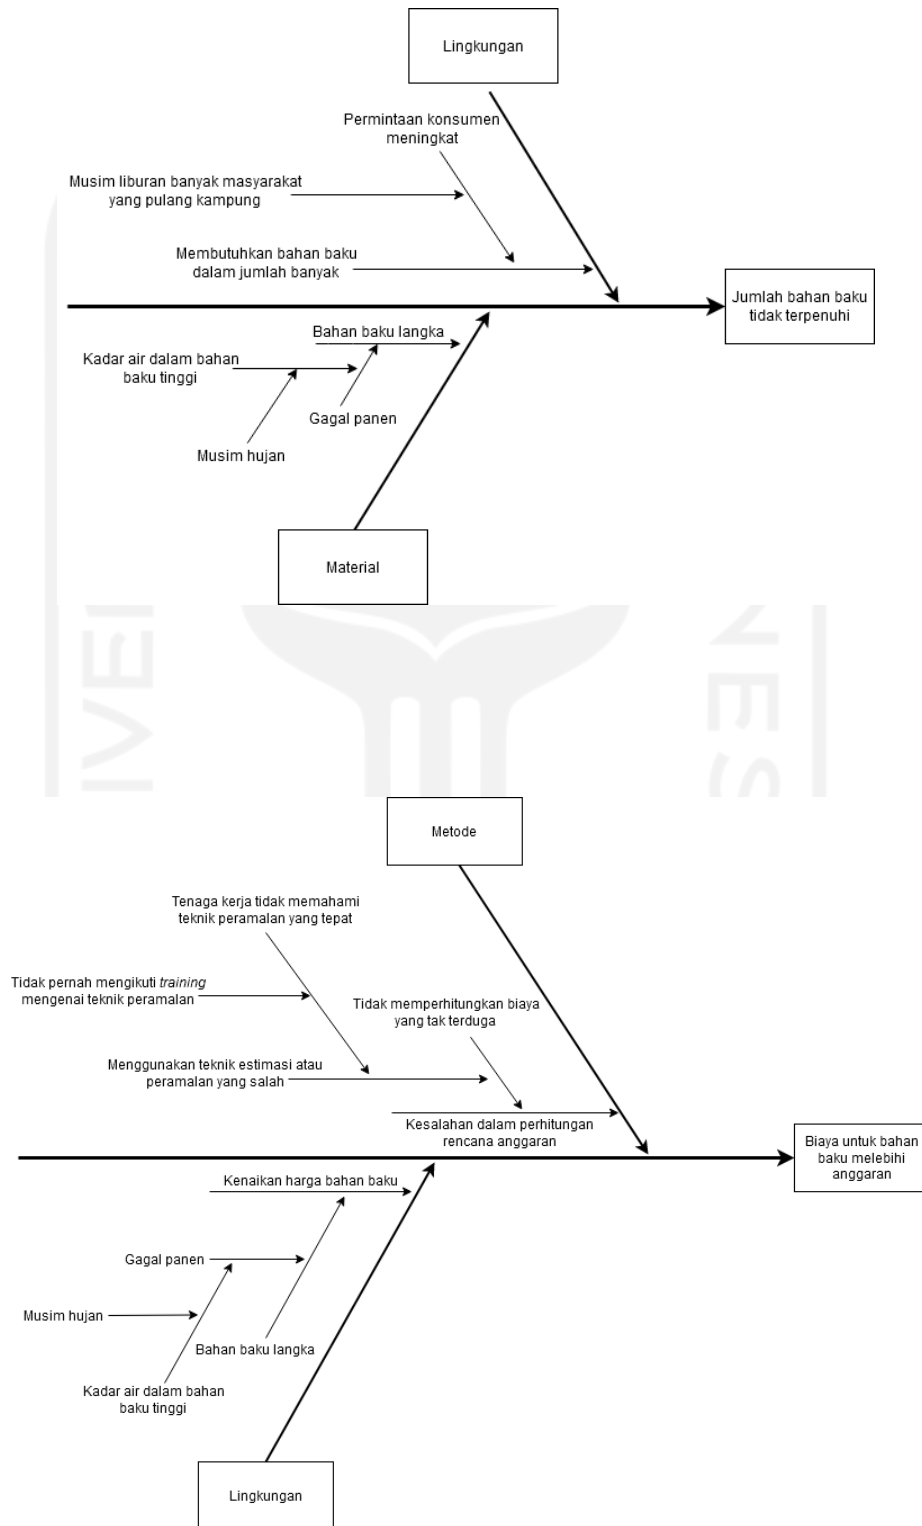 Lingkungan
Permintaan konsumen
meningkat
Musim liburan banyak masyarakat
yang pulang kampung
Membutuhkan bahan baku
dalam jumlah banyak
Jumlah bahan baku
tidak terpenuhi
Bahan baku langka
Kadar air dalam bahan
baku tinggi
Gagal panen
Musim hujan
Material
IVE
NES
Metode
Tenaga kerja tidak memahami
teknik peramalan yang tepat
Tidak pernah mengikuti training
mengenai teknik peramalan
Tidak memperhitungkan biaya
yang tak terduga
Menggunakan teknik estimasi atau
peramalan yang salah
Kesalahan dalam perhitungan
rencana anggaran
Biaya untuk bahan
baku melebihi
anggaran
Kenaikan harga bahan baku
Gagal panen
Musim hujan
Bahan baku langka
Kadar air dalam bahan
baku tinggi
Lingkungan